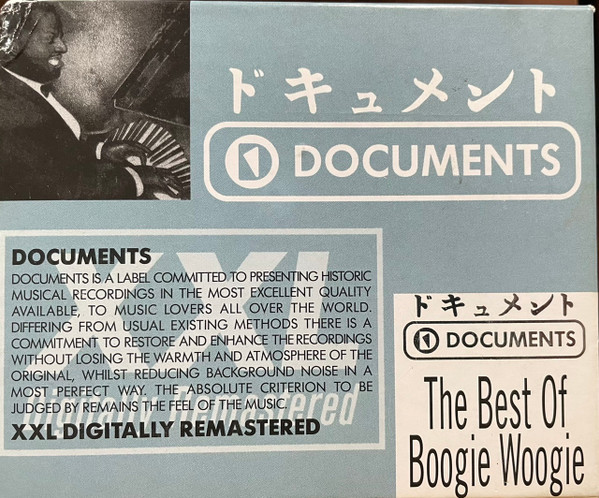 ドキュメント
DOCUMENTS
DOCUMENTS
DOCUMENTS IS A LABEL COMMITTED TO PRESENTING HISTORIC
MUSICAL RECORDINGS IN THE MOST EXCELLENT QUALITY
AVAILABLE, TO MUSIC LOVERS ALL OVER THE WORLD.
DIFFERING FROM USUAL EXISTING METHODS THERE IS A
COMMITMENT TO RESTORE AND ENHANCE THE RECORDINGS
WITHOUT LOSING THE WARMTH AND ATMOSPHERE OF THE
ORIGINAL, WHILST REDUCING BACKGROUND NOISE IN A
MOST PERFECT WAY. THE ABSOLUTE CRITERION TO BE
JUDGED BY REMAINS THE FEEL OF THE MUSIC.
XXL DIGITALLY REMASTERED
XXL
Digitally Remastered
ドキュメント
DOCUMENTS
The Best Of
Boogie Woogie